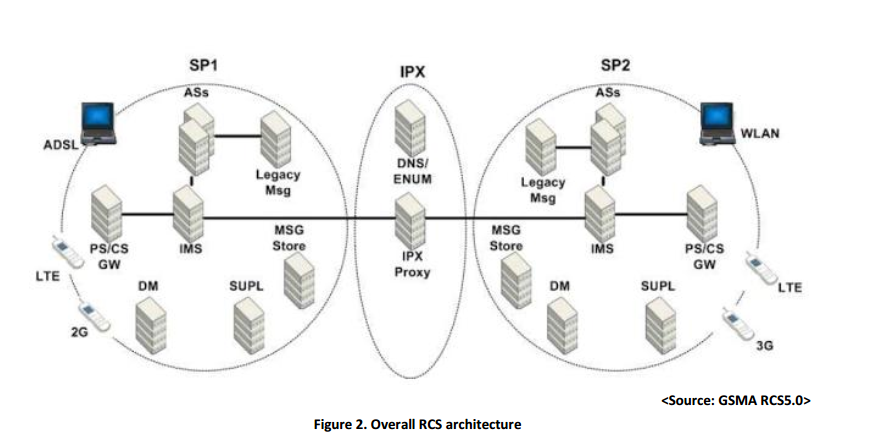 SP1
IPX
SP2
ASs
ASs
ADSL
WLAN
Legacy
Msg
DNS/
ENUM
Legacy
Msg
PS/CS
GW
IMS
MSG
Store
IPX
Proxy
MSG
Store
IMS
PS/CS
GW
LTE
DM
SUPL
DM
SUPL
LTE
2G
3G
<Source: GSMA RCS5.0>
Figure 2. Overall RCS architecture